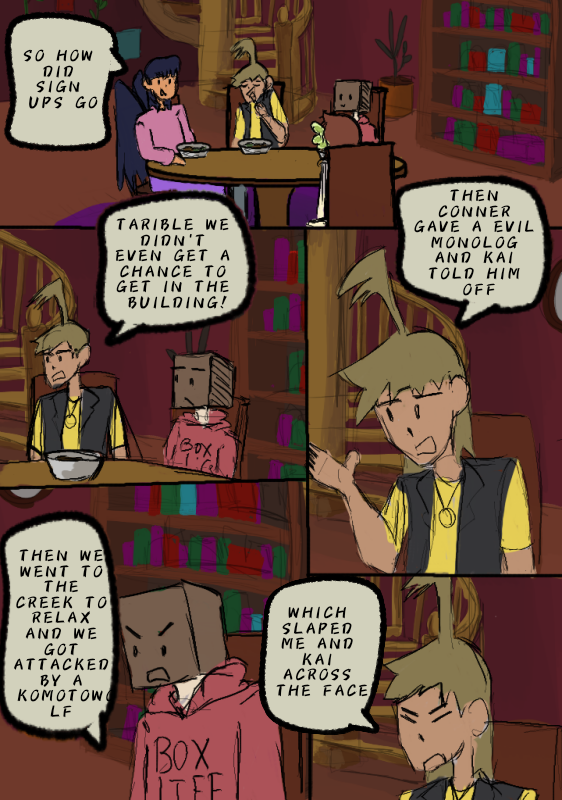 SO HOW
DID
SIGN
UPS GO
TARIBLE WE
DIDN'T
EVEN GET A
CHANCE TO
GET IN THE
BUILDING!
BOX
THEN
CONNER
GAVE A EVIL
MONOLOG
AND KAI
TOLD HIM
OFF
THEN WE
WENT TO
THE
CREEK TO
RELAX
AND WE
GOT
ATTACKED
BY A
KOMOTOWO
LF
BOX
WHICH
SLAPED
ME AND
KAI
ACROSS
THE FACE